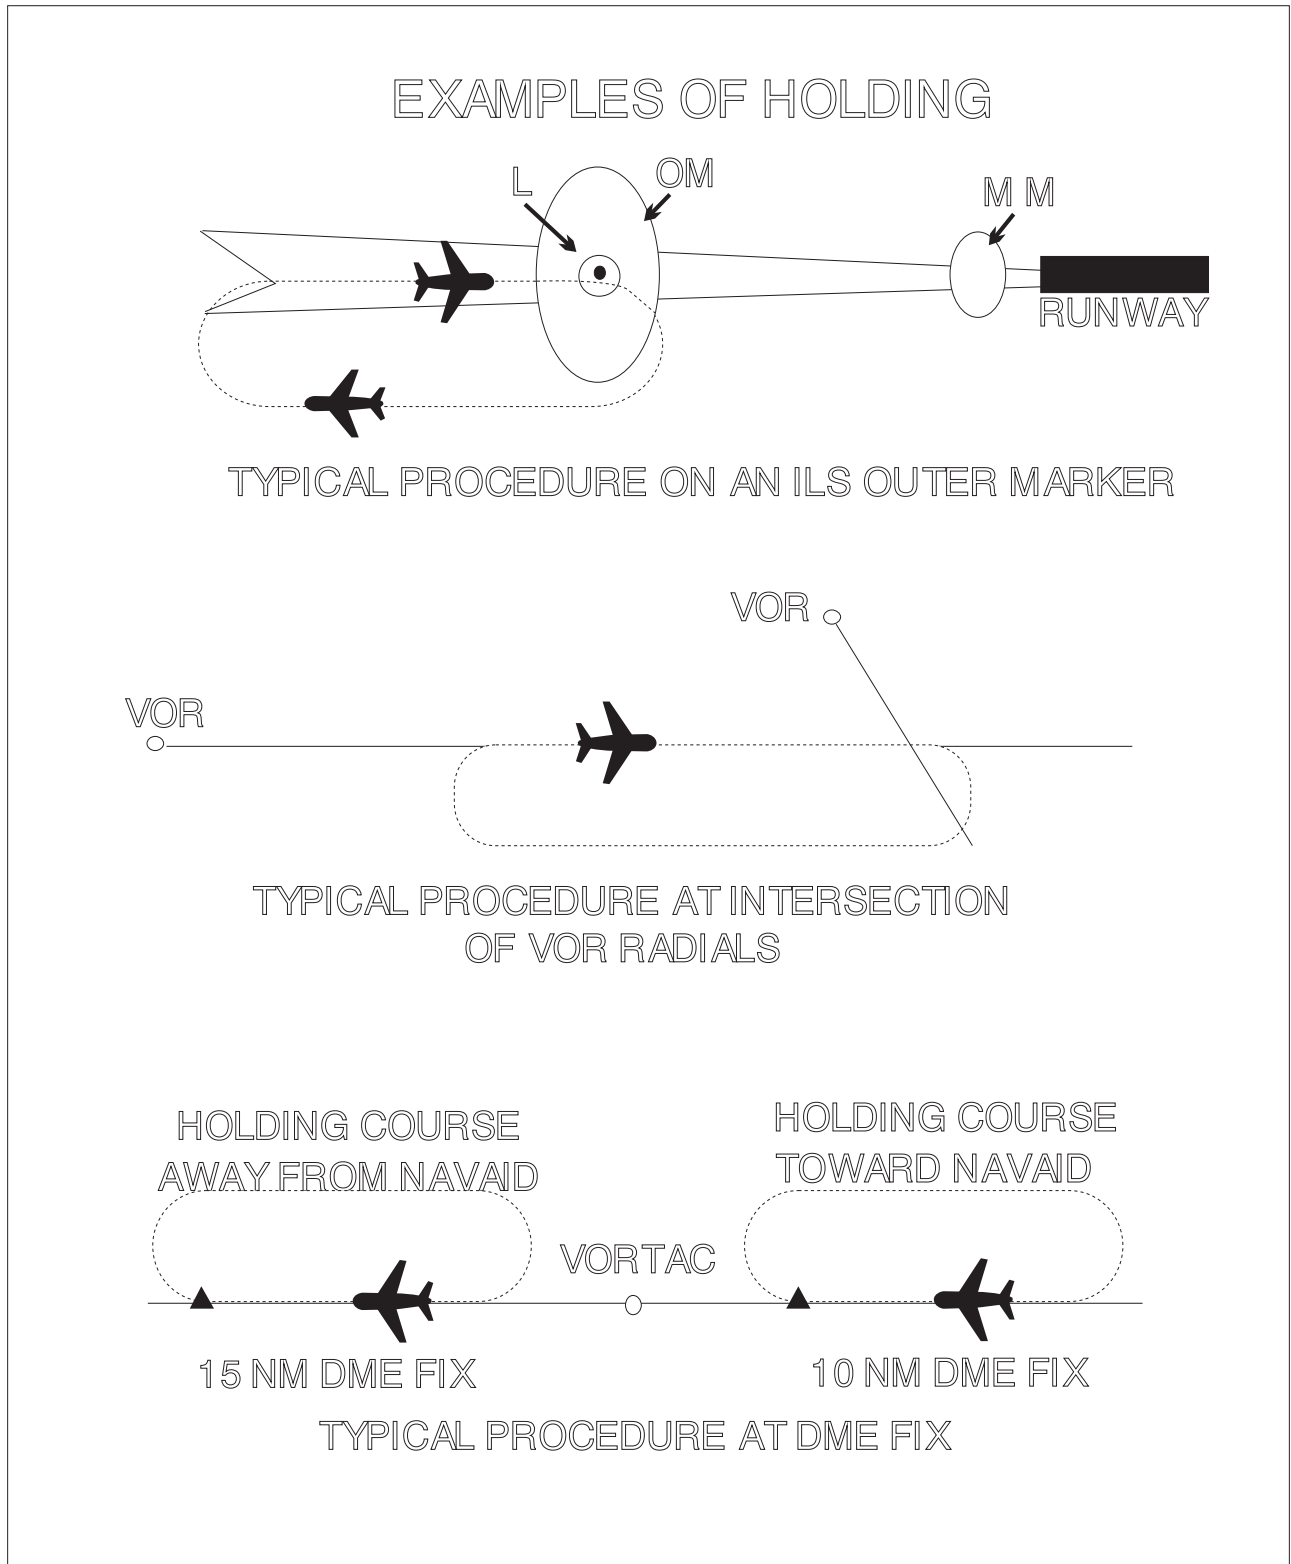 EXAMPLES OF HOLDING
L
OM
MM
RUNWAY
TYPICAL PROCEDURE ON AN ILS OUTER MARKER
VOR
VOR
TYPICAL PROCEDURE AT INTERSECTION
OF VOR RADIALS
HOLDING COURSE
AWAY FROM NAVAID
HOLDING COURSE
TOWARD NAVAID
VORTAC
15 NM DME FIX
10 NM DME FIX
TYPICAL PROCEDURE AT DME FIX